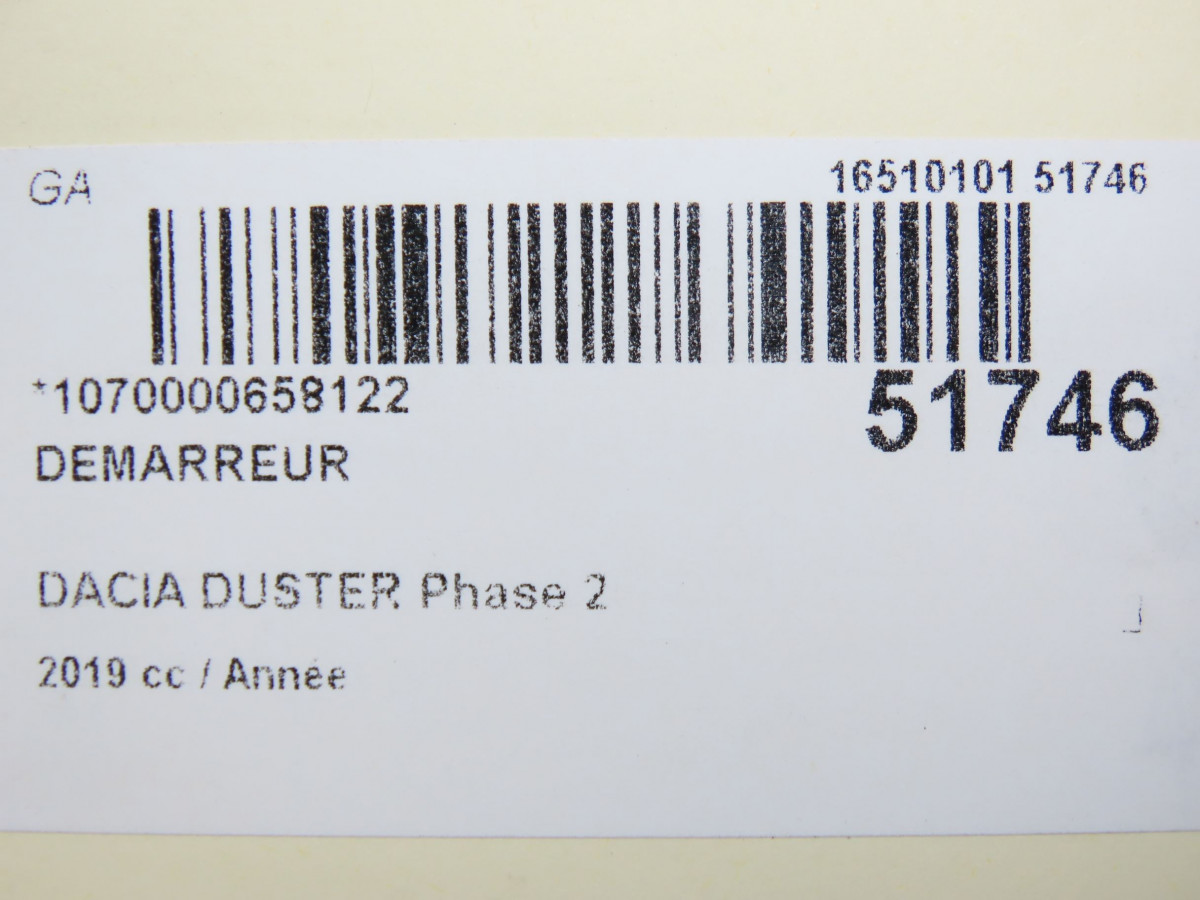 GA
16510101 51746
*1070000658122
51746
DEMARREUR
DACIA DUSTER Phase 2
2019 cc / Année